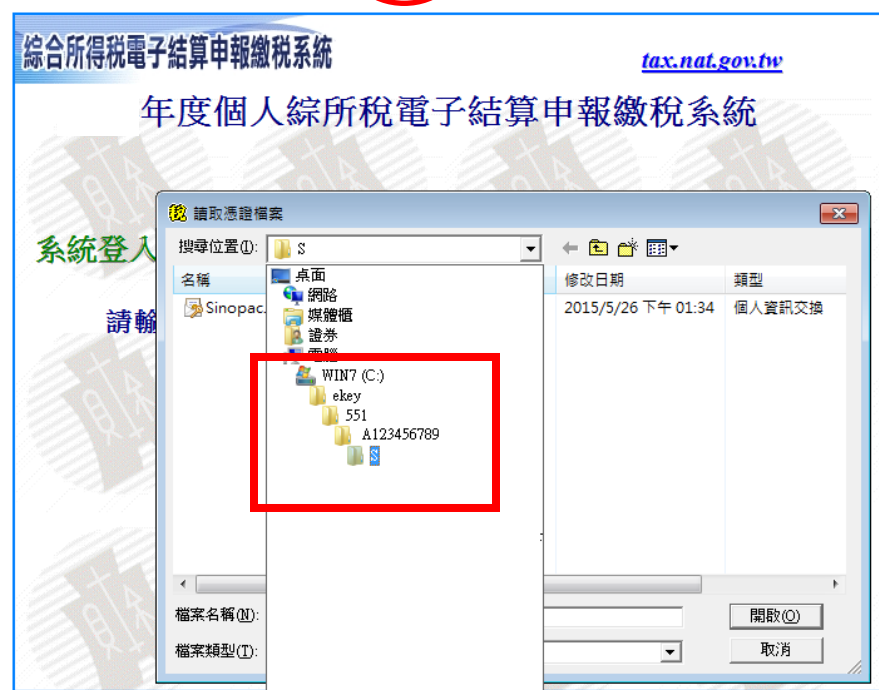 綜合所得稅電子結算申報繳稅系統
tax.nat.gov.tw
年度個人綜所稅電子結算申報繳稅系統
讀取憑證檔案
系統登入
搜尋位置(I):
S
名稱
修改日期
類型
桌面
Sinopac.
2015/5/26 下午 01:34
個人資訊交換
網路
請輸
媒體櫃
證券
電腦
WIN7 (C:)
ekey
551
A123456789
S
檔案名稱(N):
開啟(O)
檔案類型(T):
取消